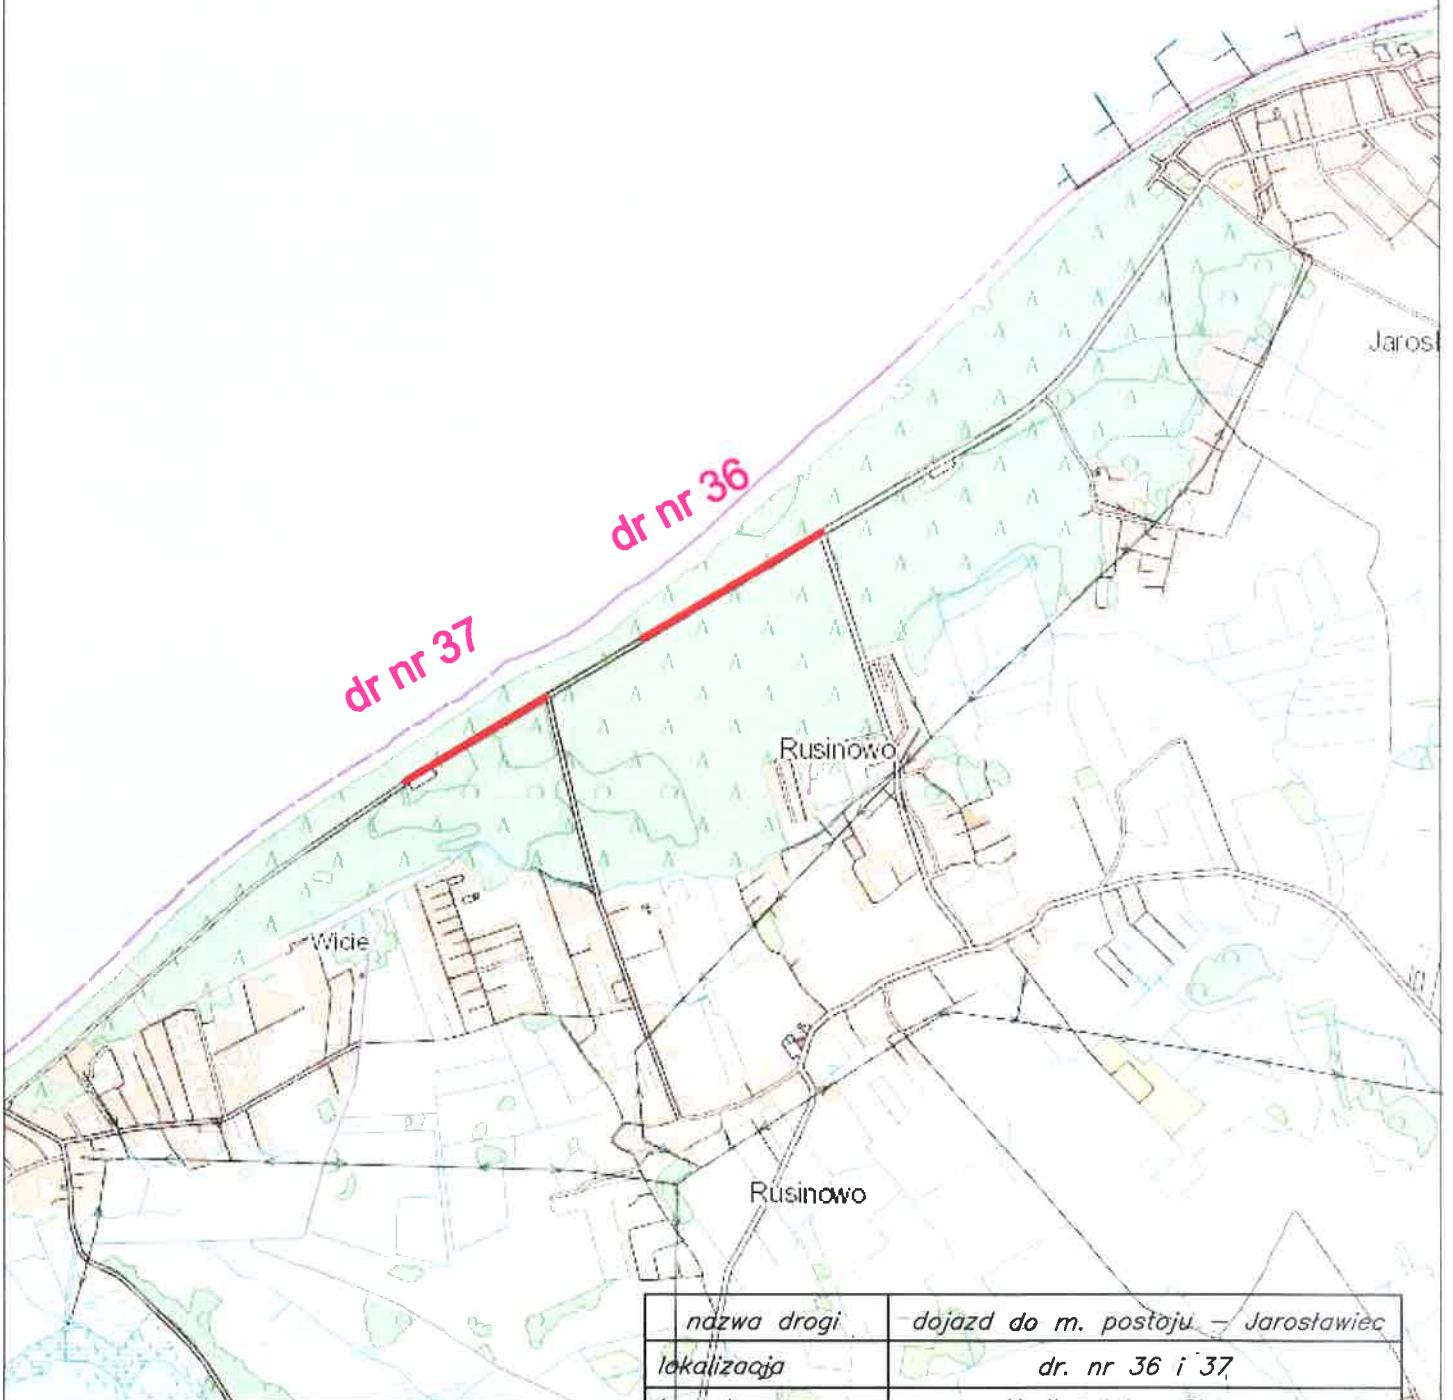 Jarosł
dr nr 36
dr nr 37
Rusinowo
Wicie
Rusinowo
nazwa drogi dojazd do m. postoju – Jarosławiec
lokalizacja dr. nr 36 i 37